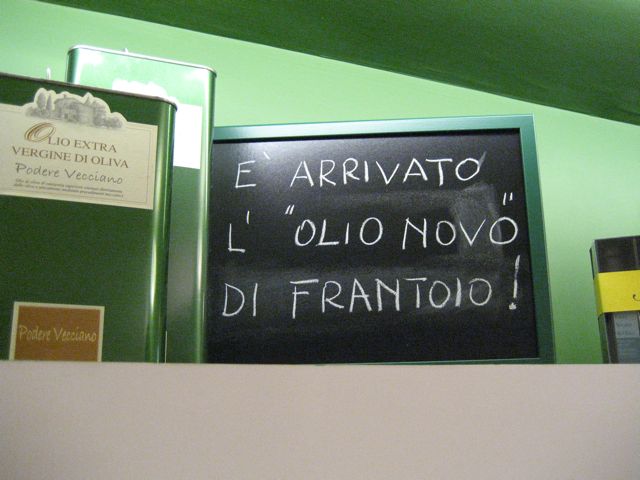 OLIO EXTRA
VERGINE DI OLIVA
Podere Vecciano
Podere Vecciano
E' ARRIVATO
L' "OLIO NOVO"
DI FRANTOIO!